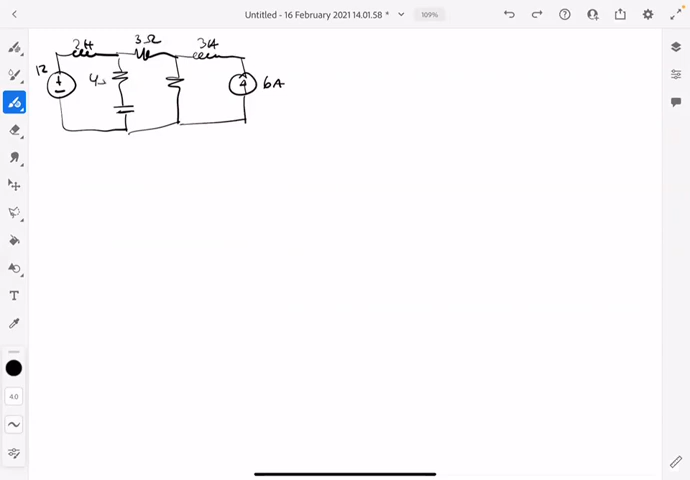 Untitled - 16 February 2021 14.01.58 *
109%
2H 3Ω 3H
12 4Ω 6A
4.0